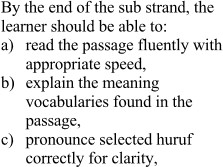 By the end of the sub strand, the
learner should be able to:
a) read the passage fluently with
appropriate speed,
b) explain the meaning
vocabularies found in the
passage,
c) pronounce selected huruf
correctly for clarity,